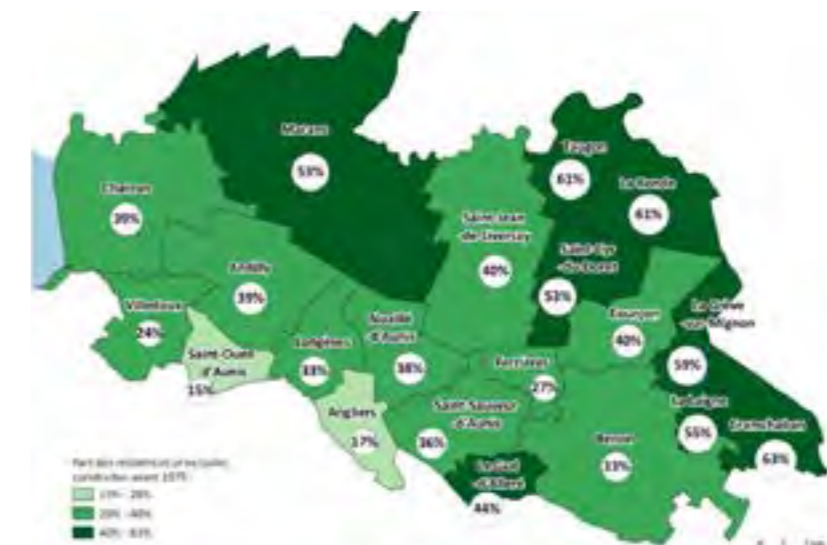 Marans
53%
Taugon
61%
La Ronde
61%
Charron
39%
Saint-Jean
de-Liversay
40%
Saint-Cyr
-du-Doret
53%
Andilly
39%
Villedoux
24%
Longèves
33%
Nuaillé
d'Aunis
38%
Courçon
40%
La Grève
-sur-Mignon
59%
Saint-Ouen
d'Aunis
15%
Ferrières
27%
Angliers
17%
Saint Sauveur
d'Aunis
36%
Benon
33%
La Laigne
55%
Cramchaban
63%
44%
Part des résidences principales
construites avant 1975 :
20% - 40%
40% - 63%